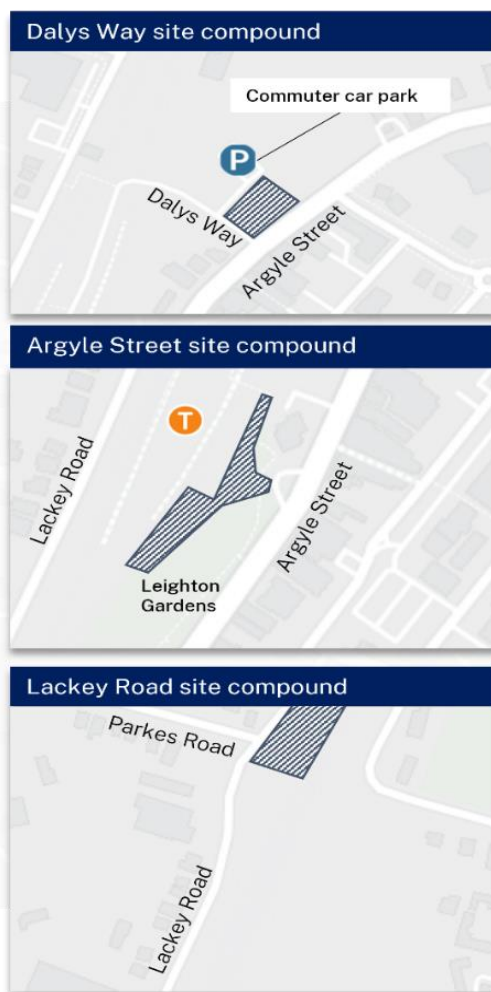 Dalys Way site compound
Commuter car park
P
Dalys Way
Argyle Street
Argyle Street site compound
T
Lackey Road
Argyle Street
Leighton
Gardens
Lackey Road site compound
Parkes Road
Lackey Road